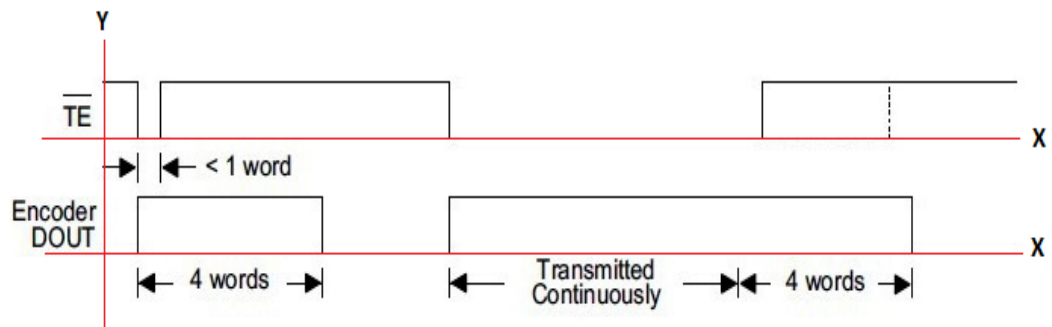 Y
TE
X
< 1 word
Encoder
DOUT
X
4 words
Transmitted
Continuously
4 words